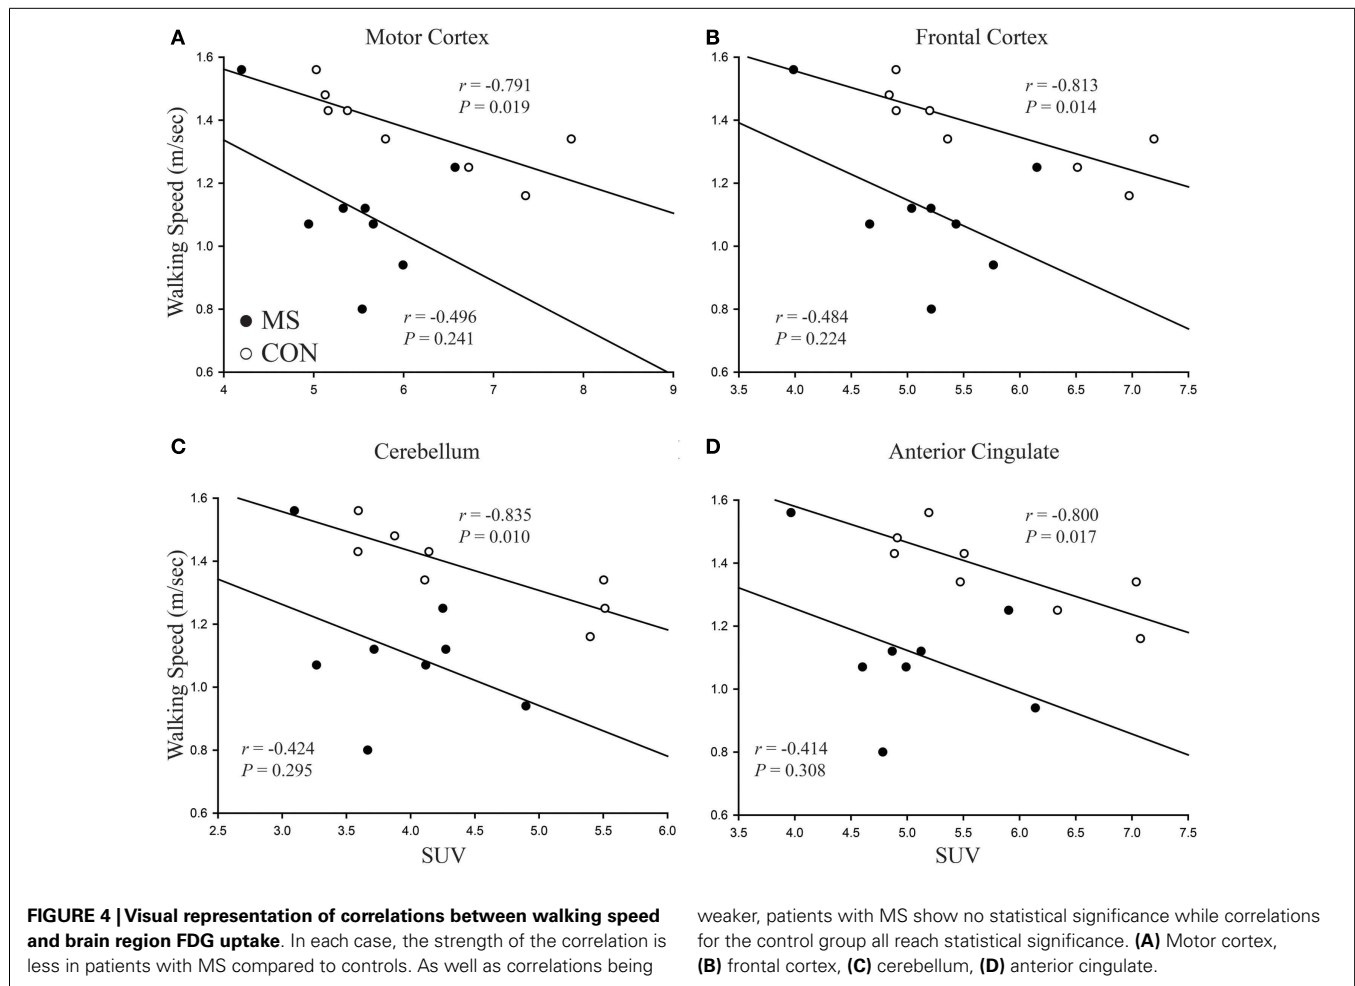 A
Motor Cortex
1.6
1.4
1.2
1.0
0.8
0.6
Walking Speed (m/sec)
r = -0.791
P = 0.019
r = -0.496
P = 0.241
MS
CON
4 5 6 7 8 9
B
Frontal Cortex
1.6
1.4
1.2
1.0
0.8
0.6
r = -0.813
P = 0.014
r = -0.484
P = 0.224
3.5 4.0 4.5 5.0 5.5 6.0 6.5 7.0 7.5
C
Cerebellum
1.6
1.4
1.2
1.0
0.8
0.6
Walking Speed (m/sec)
r = -0.835
P = 0.010
r = -0.424
P = 0.295
2.5 3.0 3.5 4.0 4.5 5.0 5.5 6.0
SUV
D
Anterior Cingulate
1.6
1.4
1.2
1.0
0.8
0.6
r = -0.800
P = 0.017
r = -0.414
P = 0.308
3.5 4.0 4.5 5.0 5.5 6.0 6.5 7.0 7.5
SUV
FIGURE 4 | Visual representation of correlations between walking speed
and brain region FDG uptake. In each case, the strength of the correlation is
less in patients with MS compared to controls. As well as correlations being
weaker, patients with MS show no statistical significance while correlations
for the control group all reach statistical significance. (A) Motor cortex,
(B) frontal cortex, (C) cerebellum, (D) anterior cingulate.